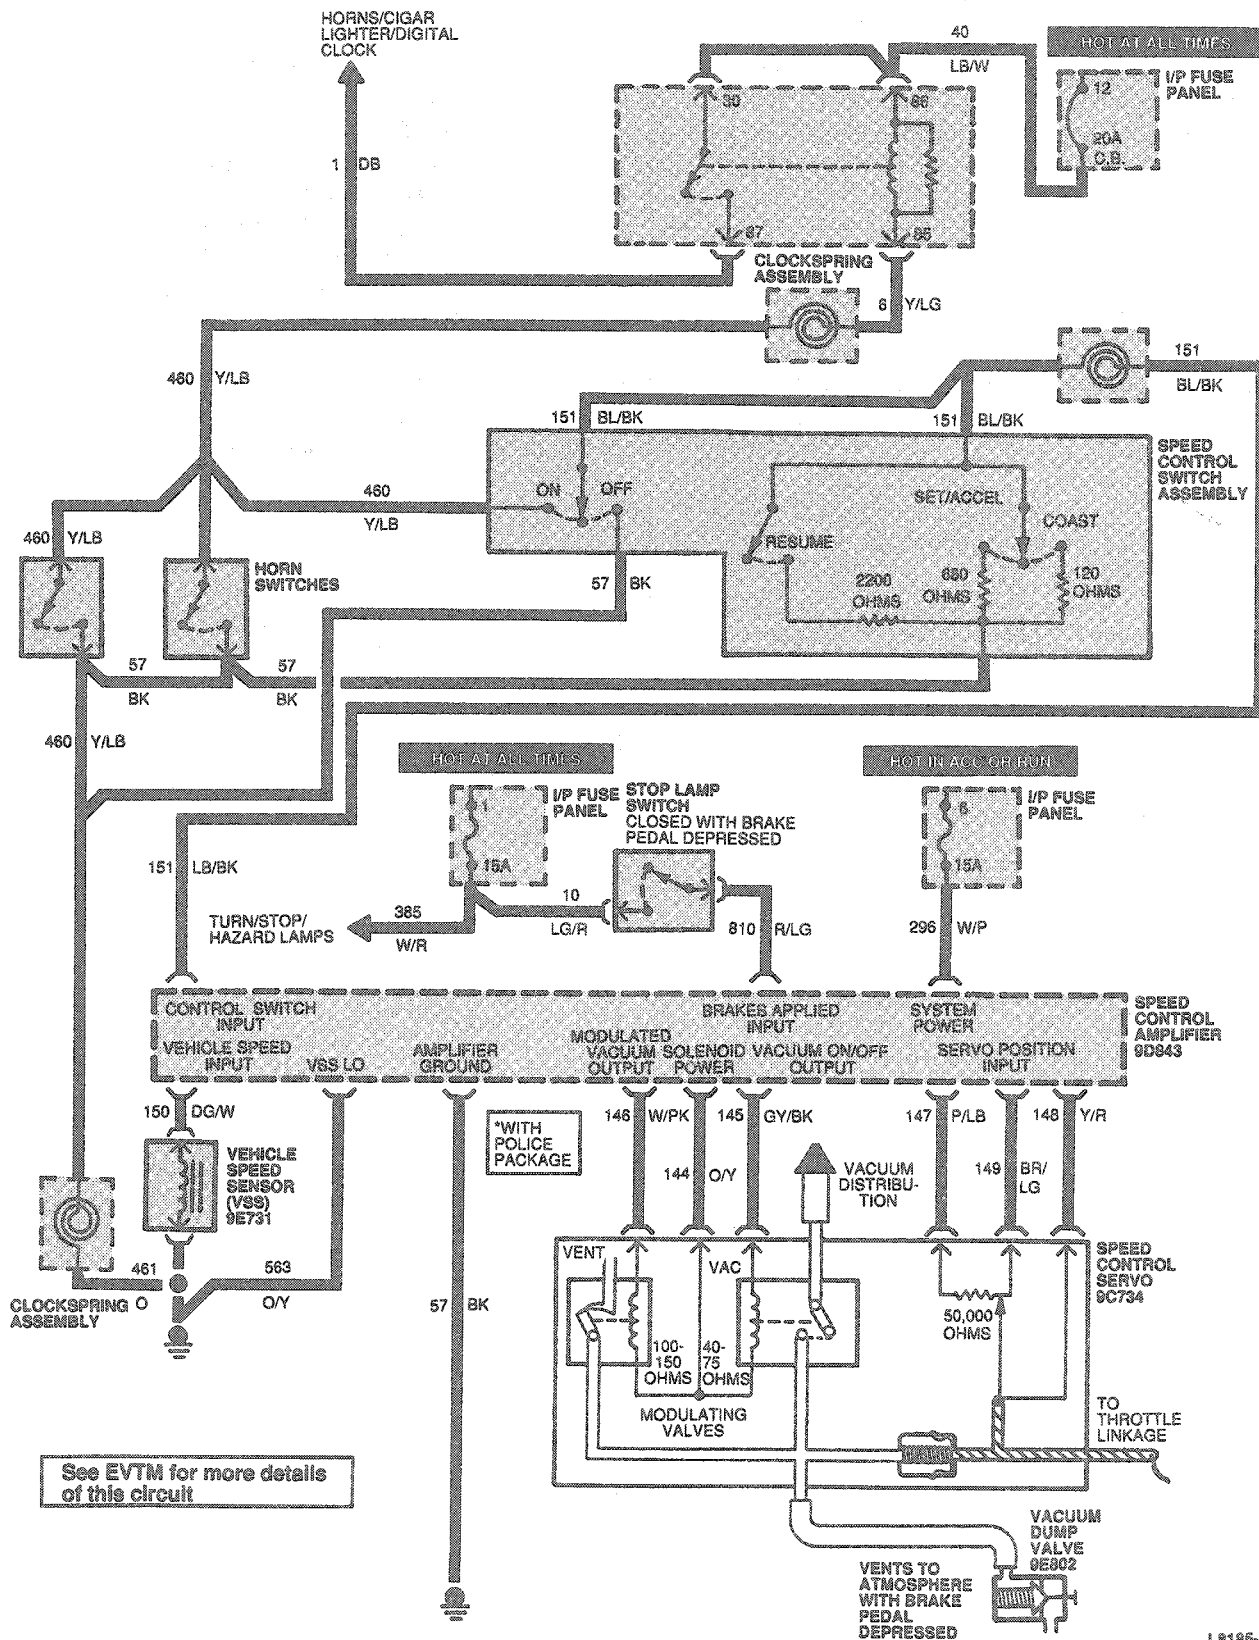 HORNS/CIGAR
LIGHTER/DIGITAL
CLOCK
40
LB/W
HOT AT ALL TIMES
I/P FUSE
PANEL
12
20A
C.B.
30
86
1
DB
87
85
CLOCKSPRING
ASSEMBLY
6
Y/LG
460
Y/LB
151
BL/BK
151
BL/BK
151
BL/BK
SPEED
CONTROL
SWITCH
ASSEMBLY
ON
OFF
SET/ACCEL
COAST
RESUME
460
Y/LB
460
Y/LB
HORN
SWITCHES
57
BK
2200
OHMS
680
OHMS
120
OHMS
57
BK
57
BK
460
Y/LB
HOT AT ALL TIMES
HOT IN ACC OR RUN
1
15A
I/P FUSE
PANEL
STOP LAMP
SWITCH
CLOSED WITH BRAKE
PEDAL DEPRESSED
6
15A
I/P FUSE
PANEL
151
LB/BK
TURN/STOP/
HAZARD LAMPS
385
W/R
10
LG/R
810
R/LG
296
W/P
CONTROL SWITCH
INPUT
BRAKES APPLIED
INPUT
SYSTEM
POWER
SPEED
CONTROL
AMPLIFIER
9D843
VEHICLE SPEED
INPUT
VSS LO
AMPLIFIER
GROUND
MODULATED
VACUUM
OUTPUT
SOLENOID
POWER
VACUUM ON/OFF
OUTPUT
SERVO POSITION
INPUT
150
DG/W
*WITH
POLICE
PACKAGE
146
W/PK
145
GY/BK
147
P/LB
148
Y/R
144
O/Y
149
BR/
LG
VEHICLE
SPEED
SENSOR
(VSS)
9E731
VACUUM
DISTRIBU-
TION
VENT
VAC
SPEED
CONTROL
SERVO
9C734
461
O
563
O/Y
CLOCKSPRING
ASSEMBLY
57
BK
100-
150
OHMS
40-
75
OHMS
50,000
OHMS
MODULATING
VALVES
TO
THROTTLE
LINKAGE
See EVTM for more details
of this circuit
VACUUM
DUMP
VALVE
9E802
VENTS TO
ATMOSPHERE
WITH BRAKE
PEDAL
DEPRESSED